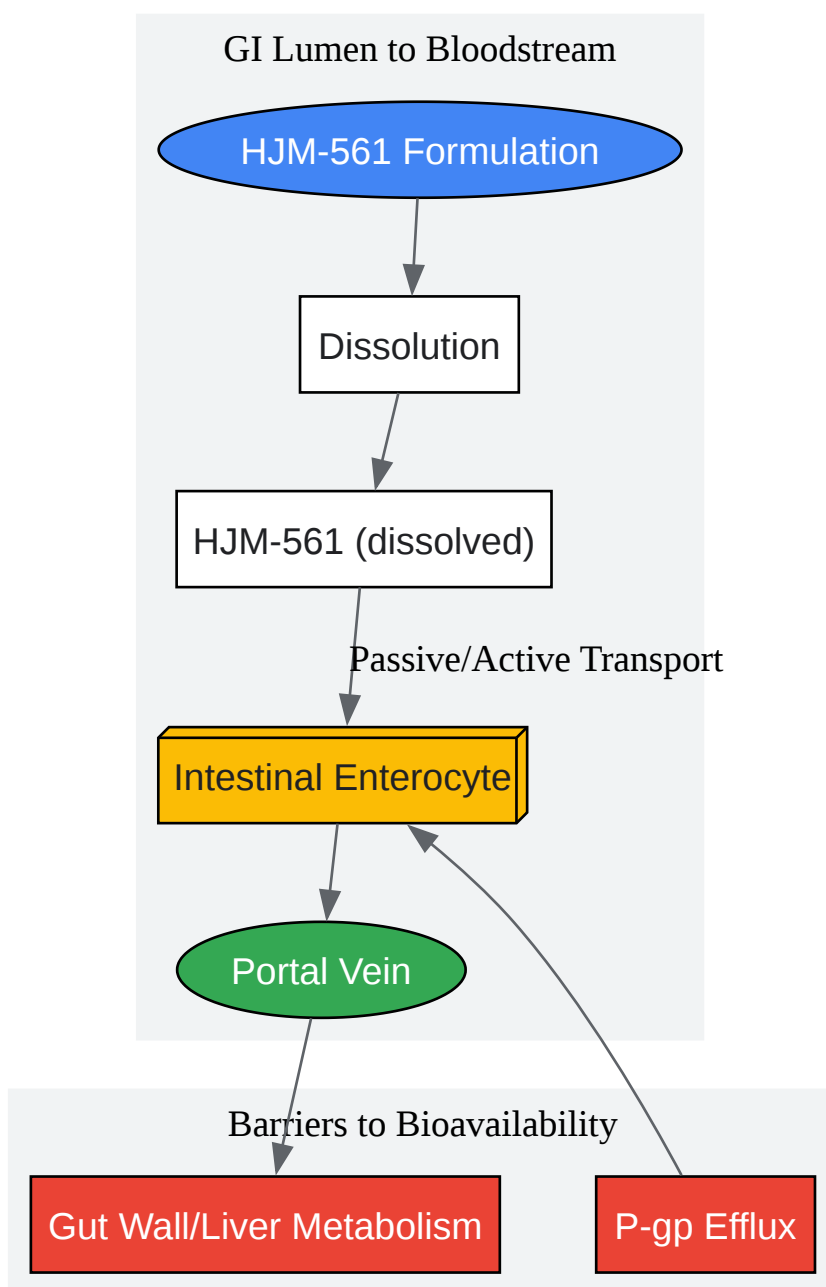 GI Lumen to Bloodstream
HJM-561 Formulation
Dissolution
HJM-561 (dissolved)
Passive/Active Transport
Intestinal Enterocyte
Portal Vein
Barriers to Bioavailability
Gut Wall/Liver Metabolism
P-gp Efflux